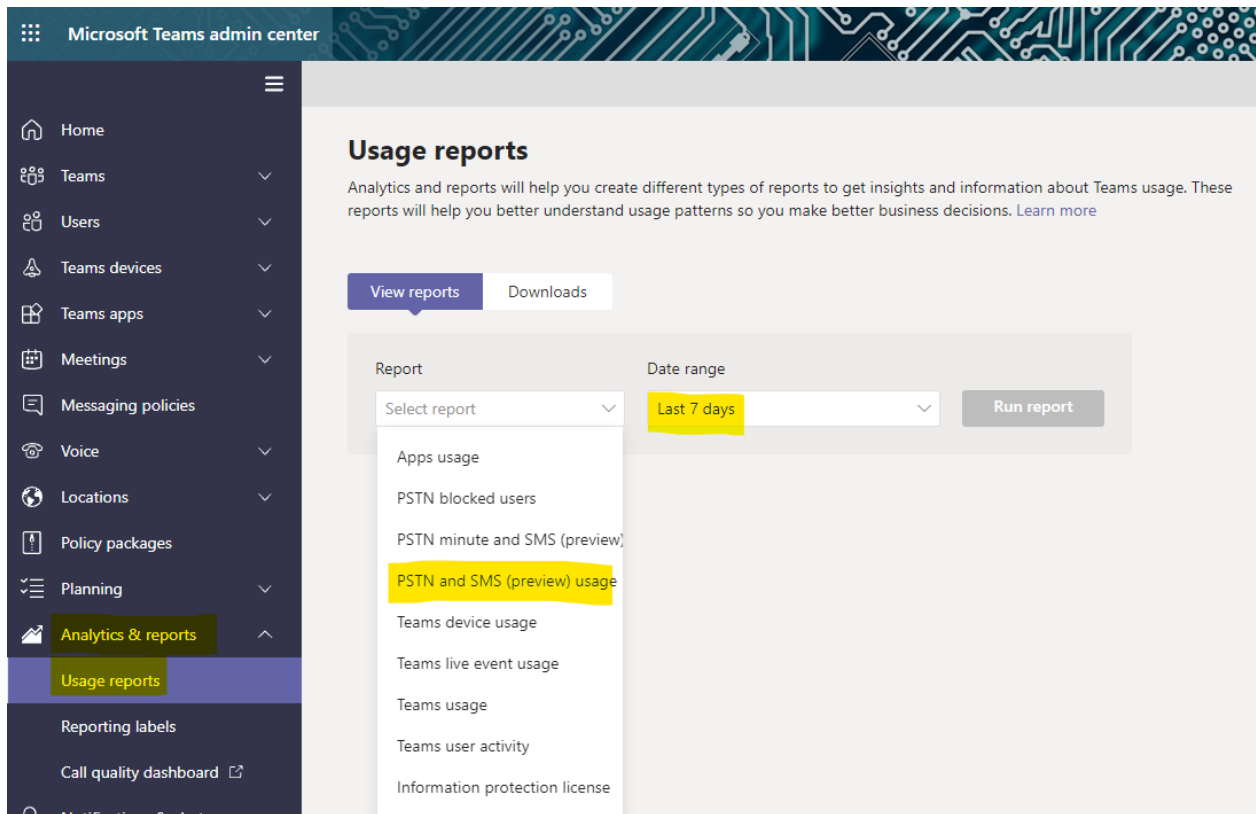 Microsoft Teams admin center
Home
Teams
Users
Teams devices
Teams apps
Meetings
Messaging policies
Voice
Locations
Policy packages
Planning
Analytics & reports
Usage reports
Reporting labels
Call quality dashboard
Usage reports
Analytics and reports will help you create different types of reports to get insights and information about Teams usage. These
reports will help you better understand usage patterns so you make better business decisions. Learn more
View reports
Downloads
Report
Date range
Select report
Last 7 days
Run report
Apps usage
PSTN blocked users
PSTN minute and SMS (preview)
PSTN and SMS (preview) usage
Teams device usage
Teams live event usage
Teams usage
Teams user activity
Information protection license